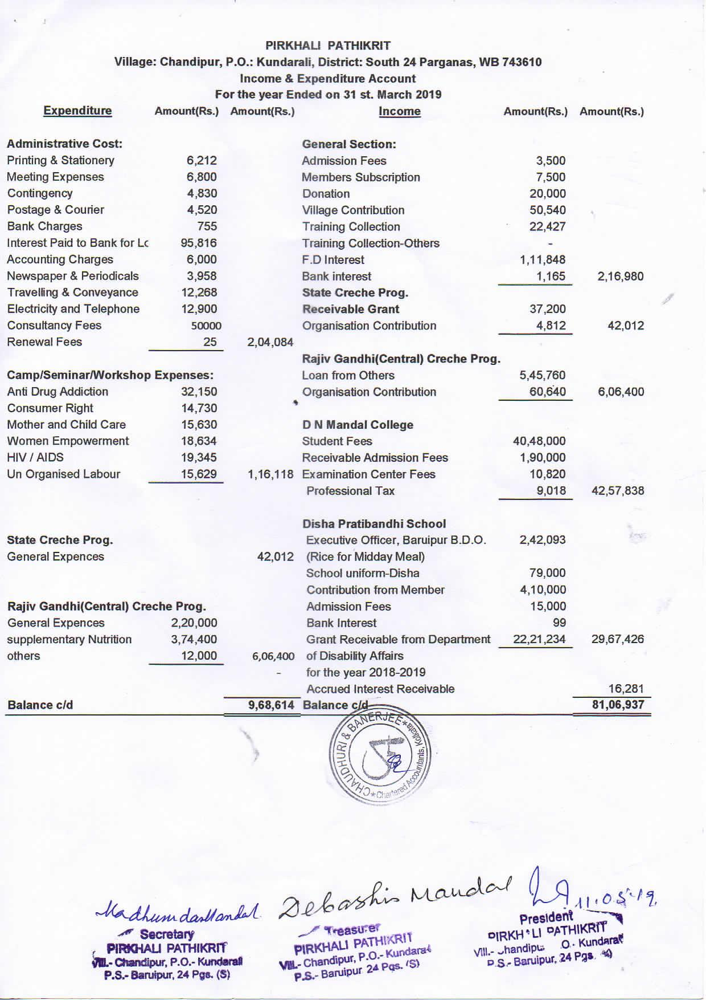 PIRKHALI PATHIKRIT
Village: Chandipur, P.O.: Kundarali, District: South 24 Parganas, WB 743610
Income & Expenditure Account
For the year Ended on 31 st. March 2019
Expenditure Amount(Rs.) Amount(Rs.) Income Amount(Rs.) Amount(Rs.)
Administrative Cost: General Section:
Printing & Stationery 6,212 Admission Fees 3,500
Meeting Expenses 6,800 Members Subscription 7,500
Contingency 4,830 Donation 20,000
Postage & Courier 4,520 Village Contribution 50,540
Bank Charges 755 Training Collection 22,427
Interest Paid to Bank for Lc 95,816 Training Collection-Others -
Accounting Charges 6,000 F.D Interest 1,11,848
Newspaper & Periodicals 3,958 Bank interest 1,165 2,16,980
Travelling & Conveyance 12,268 State Creche Prog.
Electricity and Telephone 12,900 Receivable Grant 37,200
Consultancy Fees 50000 Organisation Contribution 4,812 42,012
Renewal Fees 25 2,04,084
Rajiv Gandhi(Central) Creche Prog.
Camp/Seminar/Workshop Expenses: Loan from Others 5,45,760
Anti Drug Addiction 32,150 Organisation Contribution 60,640 6,06,400
Consumer Right 14,730
Mother and Child Care 15,630 D N Mandal College
Women Empowerment 18,634 Student Fees 40,48,000
HIV / AIDS 19,345 Receivable Admission Fees 1,90,000
Un Organised Labour 15,629 1,16,118 Examination Center Fees 10,820
Professional Tax 9,018 42,57,838
Disha Pratibandhi School
State Creche Prog. Executive Officer, Baruipur B.D.O. 2,42,093
General Expences 42,012 (Rice for Midday Meal)
School uniform-Disha 79,000
Contribution from Member 4,10,000
Rajiv Gandhi(Central) Creche Prog. Admission Fees 15,000
General Expences 2,20,000 Bank Interest 99
supplementary Nutrition 3,74,400 Grant Receivable from Department 22,21,234 29,67,426
others 12,000 6,06,400 of Disability Affairs
- for the year 2018-2019
Accrued Interest Receivable 16,281
Balance c/d 9,68,614 Balance c/d 81,06,937
CHAUDHURI & BANERJEE
★ Chartered Accountants, Kolkata ★
Madhumda Mandal Debashis Mandal 11.05.19
Secretary
PIRKHALI PATHIKRIT
Vill.- Chandipur, P.O.- Kundarali
P.S.- Baruipur, 24 Pgs. (S)
Treasurer
PIRKHALI PATHIKRIT
Vill.- Chandipur, P.O.- Kundarali
P.S.- Baruipur 24 Pgs. (S)
President
PIRKHALI PATHIKRIT
Vill.- Chandipur O.- Kundarali
P.S.- Baruipur, 24 Pgs.